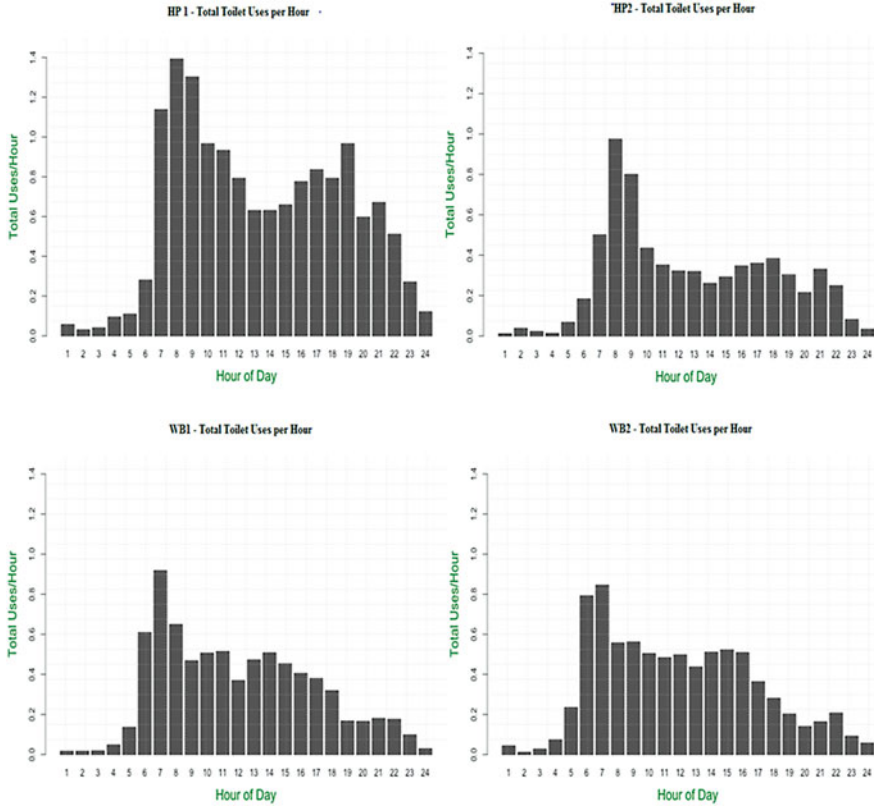 HP 1 - Total Toilet Uses per Hour
Total Uses/Hour
1.4
1.2
1.0
0.8
0.6
0.4
0.2
0.0
1 2 3 4 5 6 7 8 9 10 11 12 13 14 15 16 17 18 19 20 21 22 23 24
Hour of Day
"HP2 - Total Toilet Uses per Hour
Total Uses/Hour
1.4
1.2
1.0
0.8
0.6
0.4
0.2
0.0
1 2 3 4 5 6 7 8 9 10 11 12 13 14 15 16 17 18 19 20 21 22 23 24
Hour of Day
WB1 - Total Toilet Uses per Hour
Total Uses/Hour
1.4
1.2
1.0
0.8
0.6
0.4
0.2
0.0
1 2 3 4 5 6 7 8 9 10 11 12 13 14 15 16 17 18 19 20 21 22 23 24
Hour of Day
WB2 - Total Toilet Uses per Hour
Total Uses/Hour
1.4
1.2
1.0
0.8
0.6
0.4
0.2
0.0
1 2 3 4 5 6 7 8 9 10 11 12 13 14 15 16 17 18 19 20 21 22 23 24
Hour of Day